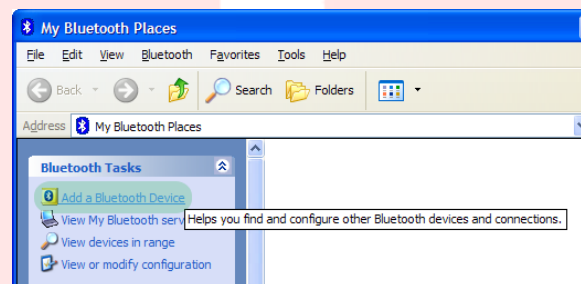 My Bluetooth Places
File Edit View Bluetooth Favorites Tools Help
Back Search Folders
Address My Bluetooth Places
Bluetooth Tasks
Add a Bluetooth Device
View My Bluetooth serv
Helps you find and configure other Bluetooth devices and connections.
View devices in range
View or modify configuration